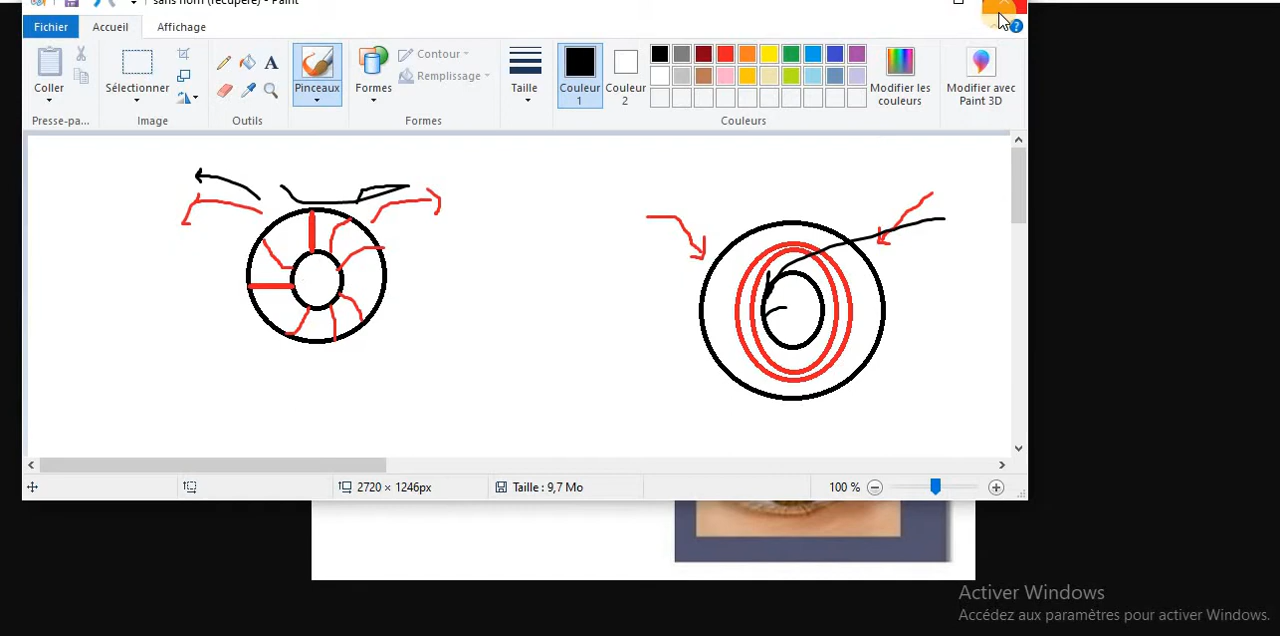 sans nom (récupéré) - Paint
Fichier Accueil Affichage
Coller Sélectionner A Pinceaux Formes Contour Remplissage Taille Couleur 1 Couleur 2 Modifier les couleurs Modifier avec Paint 3D
Presse-pa... Image Outils Formes Couleurs
2720 × 1246px Taille : 9,7 Mo 100 %
Activer Windows
Accédez aux paramètres pour activer Windows.